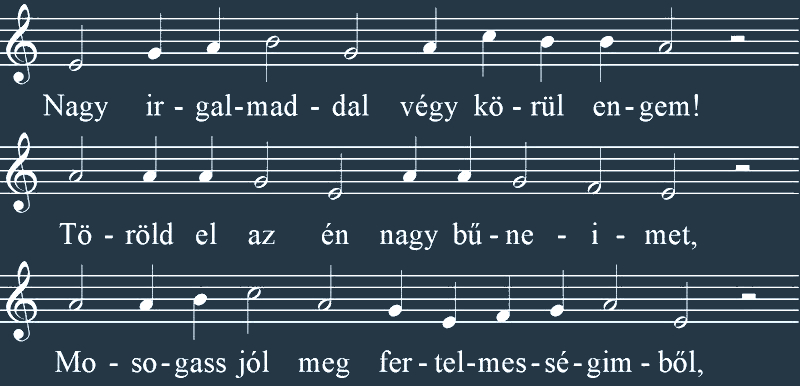 Nagy ir - gal-mad - dal végy kö - rül en-gem!
Tö - röld el az én nagy bű - ne - i - met,
Mo - so-gass jól meg fer - tel-mes-sé-gim - ből,